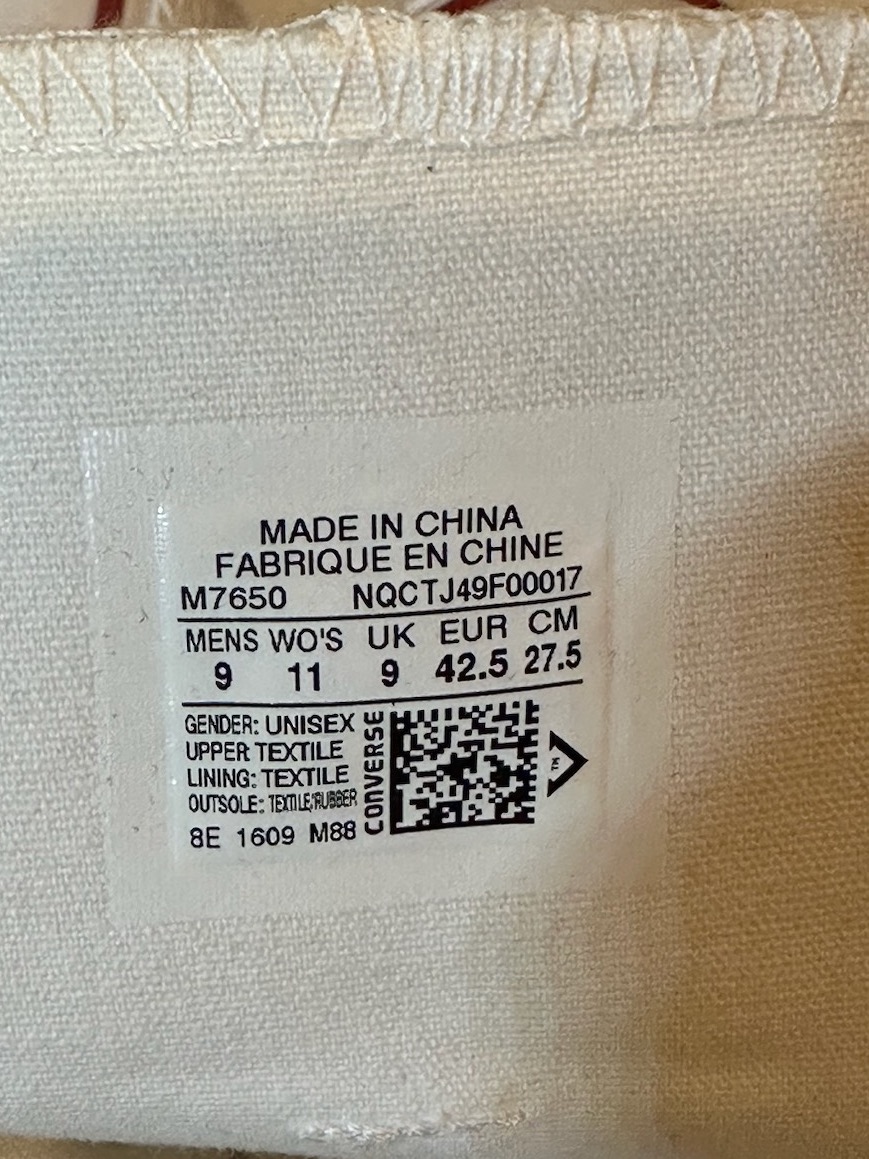 MADE IN CHINA
FABRIQUE EN CHINE
M7650 NQCTJ49F00017
MENS WO'S UK EUR CM
9 11 9 42.5 27.5
GENDER: UNISEX
UPPER: TEXTILE
LINING: TEXTILE
OUTSOLE: TEXTILE/RUBBER
8E 1609 M88
CONVERSE
TM